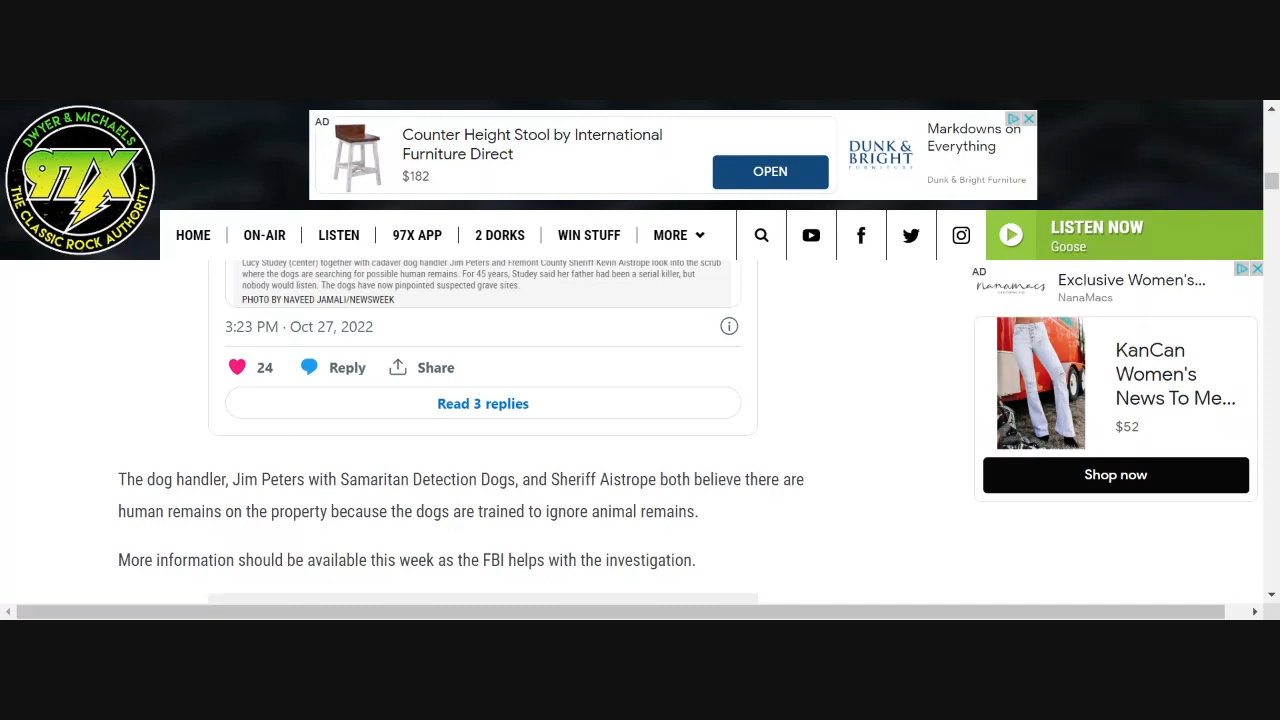 DWYER & MICHAELS
97X
THE CLASSIC ROCK AUTHORITY
AD
Counter Height Stool by International
Furniture Direct
$182
OPEN
DUNK &
BRIGHT
FURNITURE
Markdowns on
Everything
Dunk & Bright Furniture
HOME
ON-AIR
LISTEN
97X APP
2 DORKS
WIN STUFF
MORE
LISTEN NOW
Goose
Lucy Studey (center) together with cadaver dog handler Jim Peters and Fremont County Sheriff Kevin Aistrope look into the scrub
where the dogs are searching for possible human remains. For 45 years, Studey said her father had been a serial killer, but
nobody would listen. The dogs have now pinpointed suspected grave sites.
PHOTO BY NAVEED JAMALI/NEWSWEEK
3:23 PM · Oct 27, 2022
24
Reply
Share
Read 3 replies
The dog handler, Jim Peters with Samaritan Detection Dogs, and Sheriff Aistrope both believe there are
human remains on the property because the dogs are trained to ignore animal remains.
More information should be available this week as the FBI helps with the investigation.
AD
nanamacs
Exclusive Women's...
NanaMacs
KanCan
Women's
News To Me...
$52
Shop now